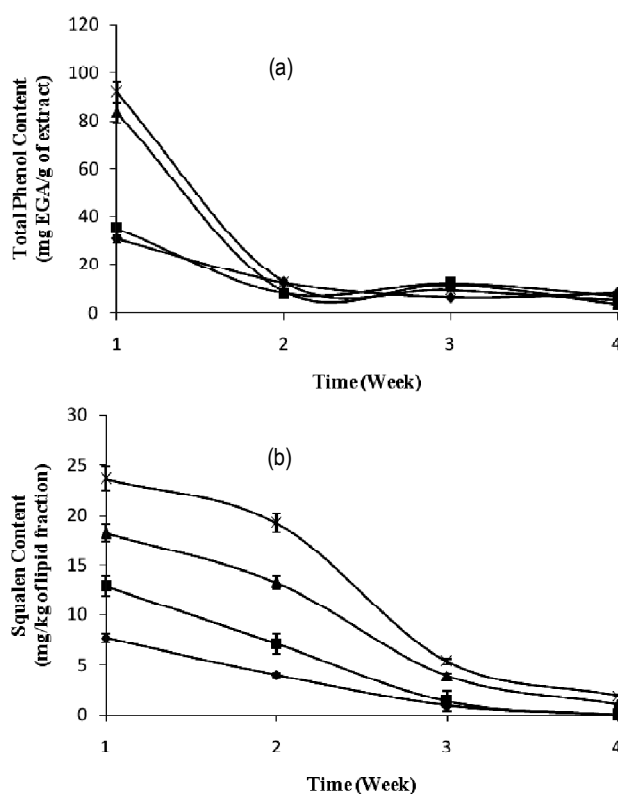 (a)
Total Phenol Content
(mg EGA/g of extract)
120
100
80
60
40
20
0
1 2 3 4
Time (Week)
(b)
Squalen Content
(mg/kg of lipid fraction)
30
25
20
15
10
5
0
1 2 3 4
Time (Week)